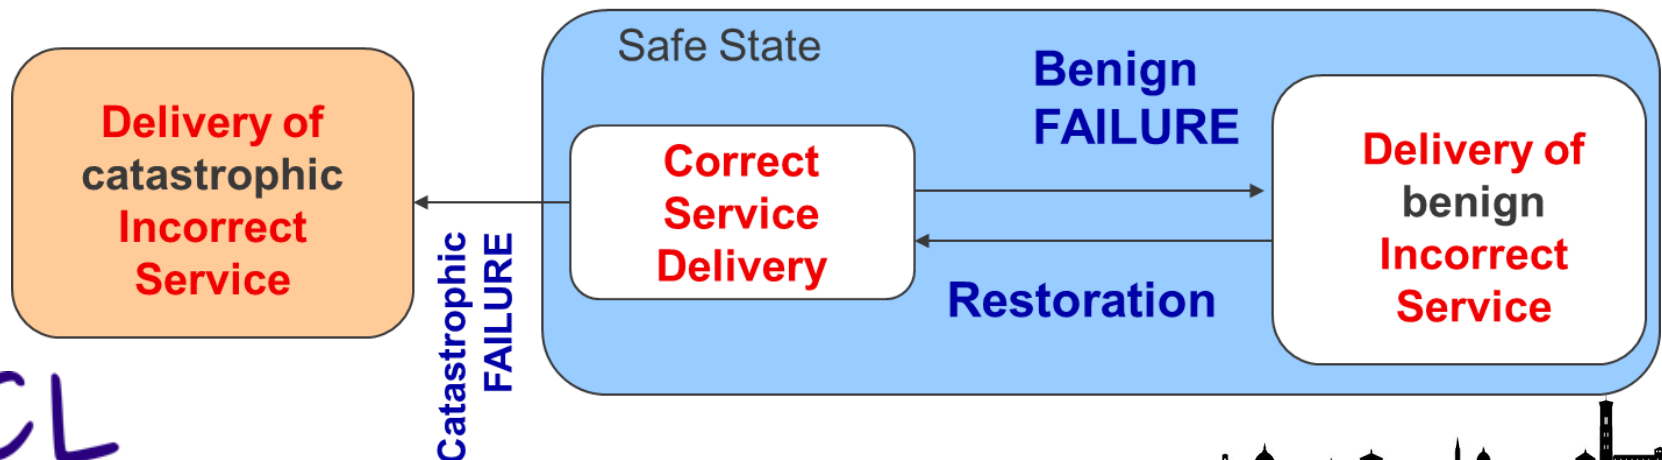 Safe State
Delivery of
catastrophic
Incorrect
Service
Catastrophic
FAILURE
Correct
Service
Delivery
Benign
FAILURE
Restoration
Delivery of
benign
Incorrect
Service
CL